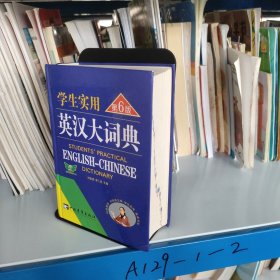 学生实用
第6版
英汉大词典
STUDENTS' PRACTICAL
ENGLISH-CHINESE
DICTIONARY
A129-1-2